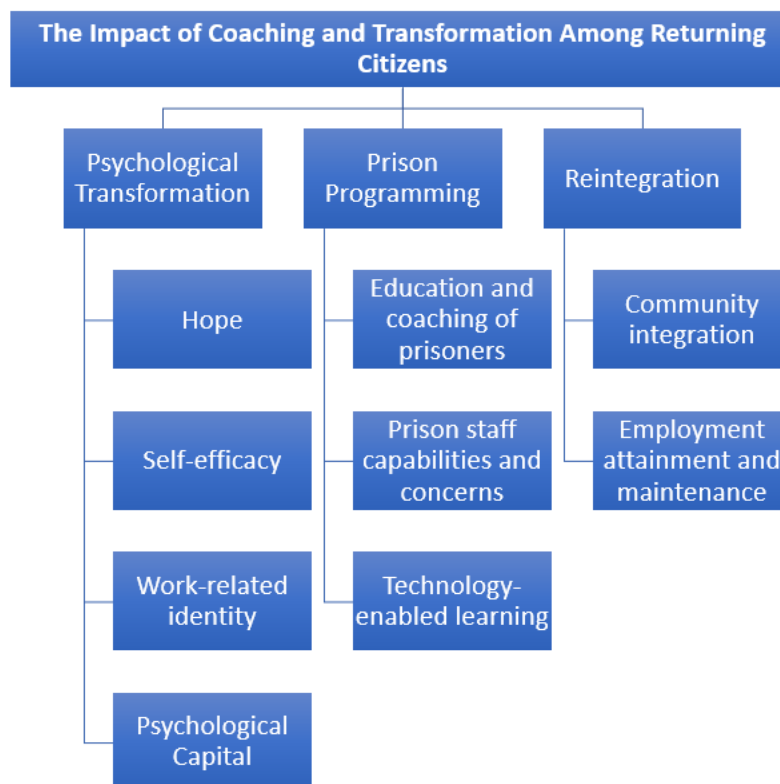 The Impact of Coaching and Transformation Among Returning
Citizens
Psychological
Transformation
Hope
Self-efficacy
Work-related
identity
Psychological
Capital
Prison
Programming
Education and
coaching of
prisoners
Prison staff
capabilities and
concerns
Technology-
enabled learning
Reintegration
Community
integration
Employment
attainment and
maintenance